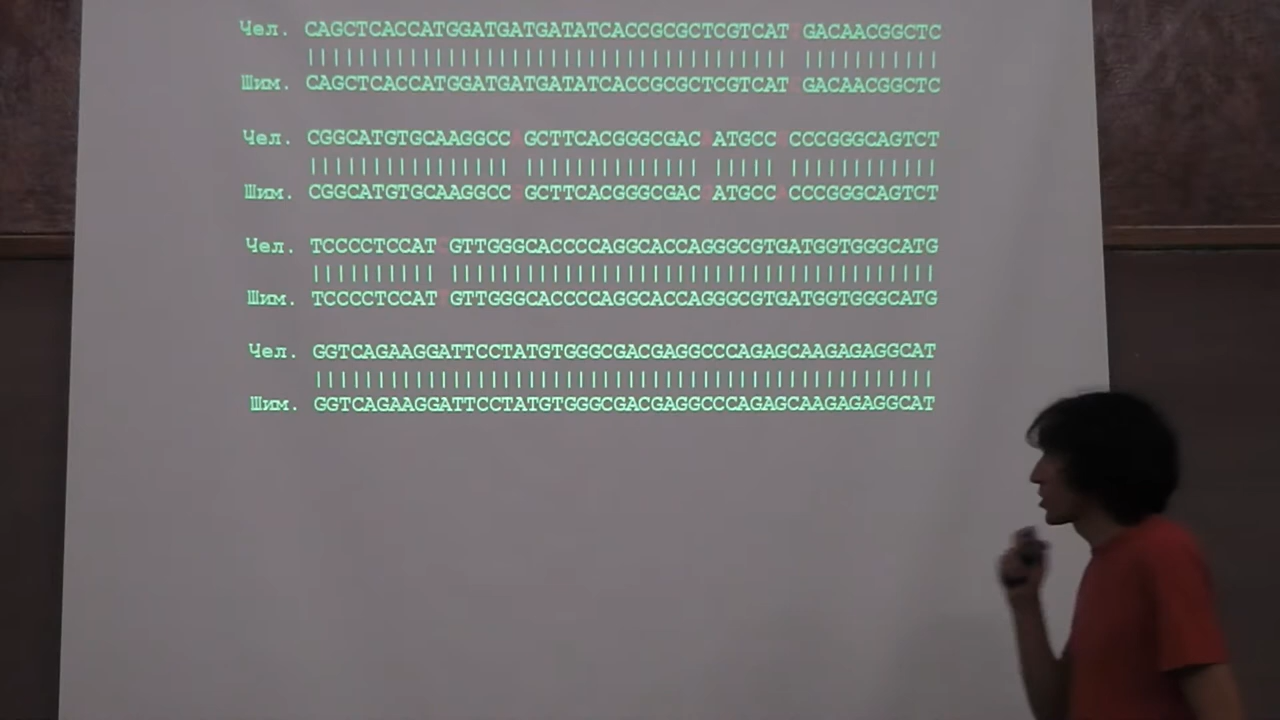 Чел. CAGCTCACCATGGATGATGATATCACCGCGCTCGTCAT GACAACGGCTC
Шим. CAGCTCACCATGGATGATGATATCACCGCGCTCGTCAT GACAACGGCTC
Чел. CGGCATGTGCAAGGCC GCTTCACGGGCGAC ATGCC CCCGGGCAGTCT
Шим. CGGCATGTGCAAGGCC GCTTCACGGGCGAC ATGCC CCCGGGCAGTCT
Чел. TCCCCTCCAT GTTGGGCACCCCAGGCACCAGGGCGTGATGGTGGGCATG
Шим. TCCCCTCCAT GTTGGGCACCCCAGGCACCAGGGCGTGATGGTGGGCATG
Чел. GGTCAGAAGGATTCCTATGTGGGCGACGAGGCCCAGAGCAAGAGAGGCAT
Шим. GGTCAGAAGGATTCCTATGTGGGCGACGAGGCCCAGAGCAAGAGAGGCAT